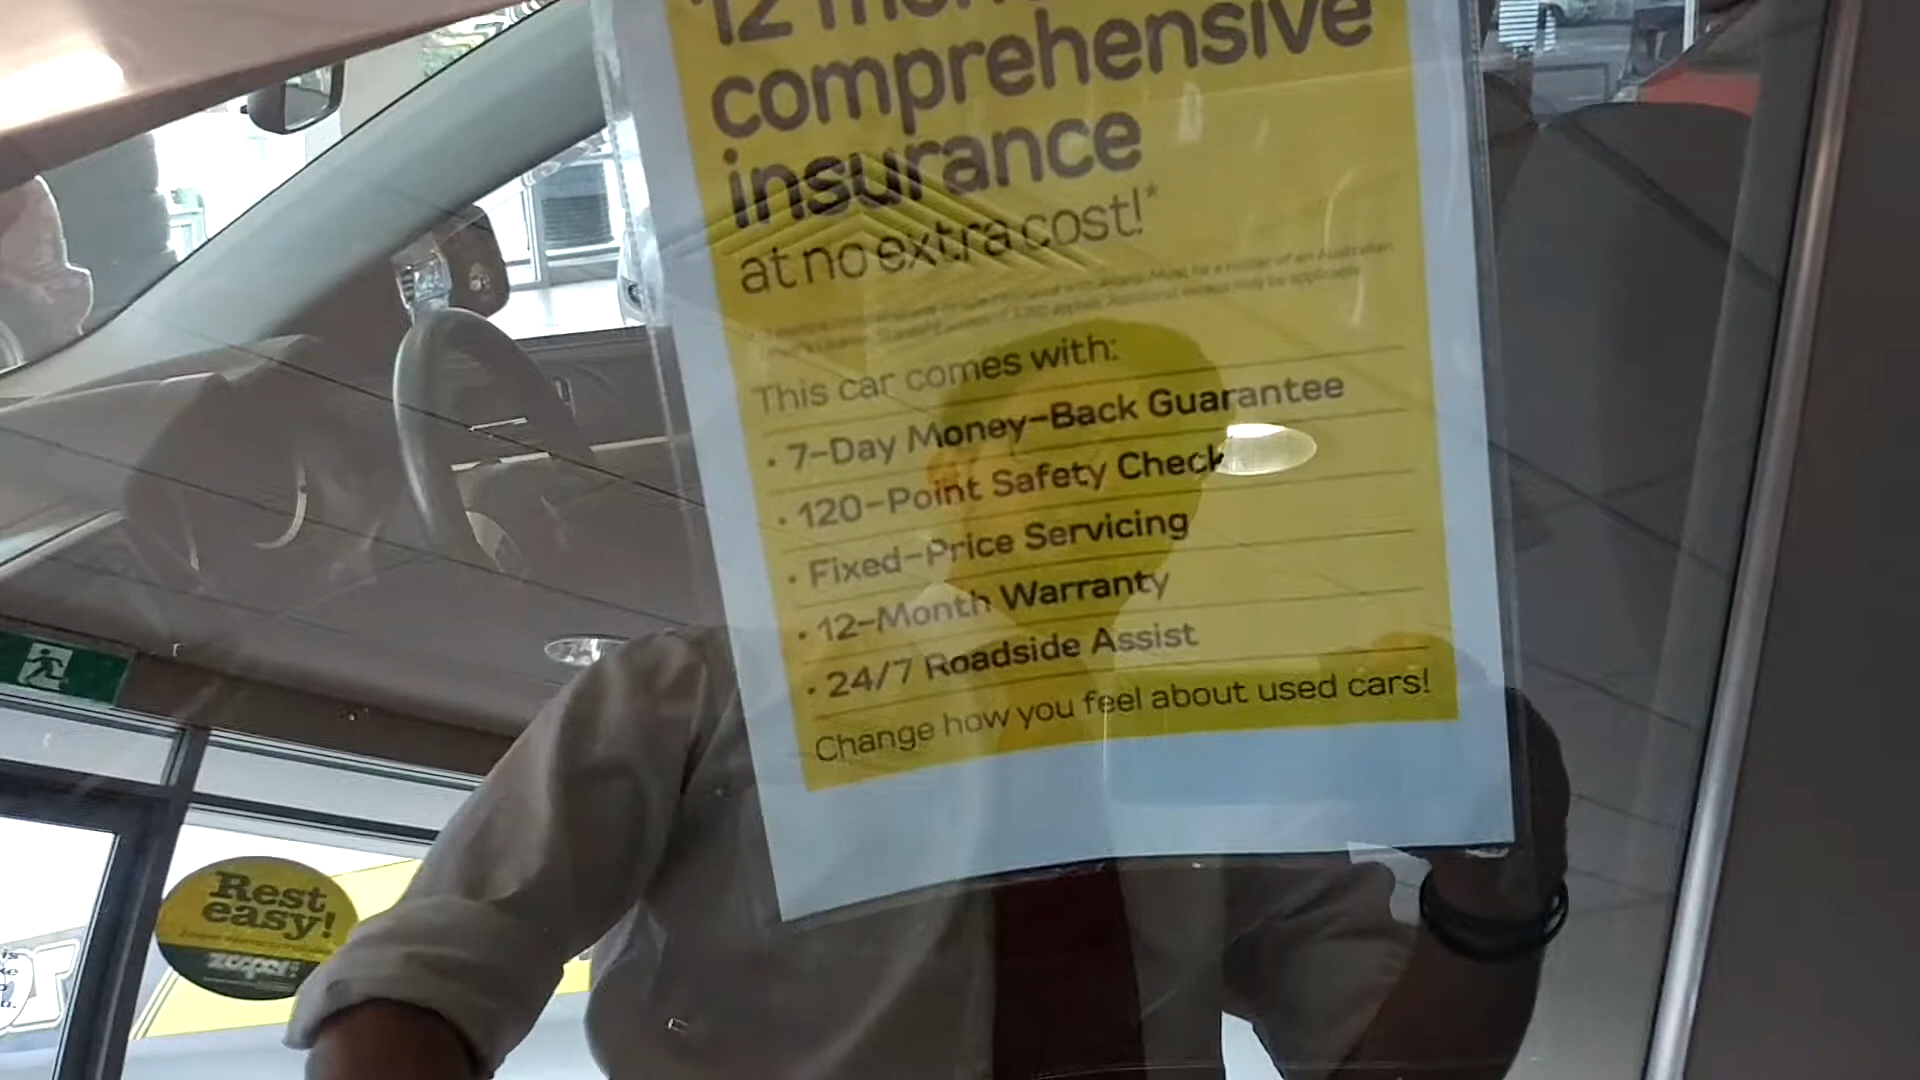 12
comprehensive
insurance
at no extra cost!*
This car comes with:
• 7-Day Money-Back Guarantee
• 120-Point Safety Check
• Fixed-Price Servicing
• 12-Month Warranty
• 24/7 Roadside Assist
Change how you feel about used cars!
Rest
easy!